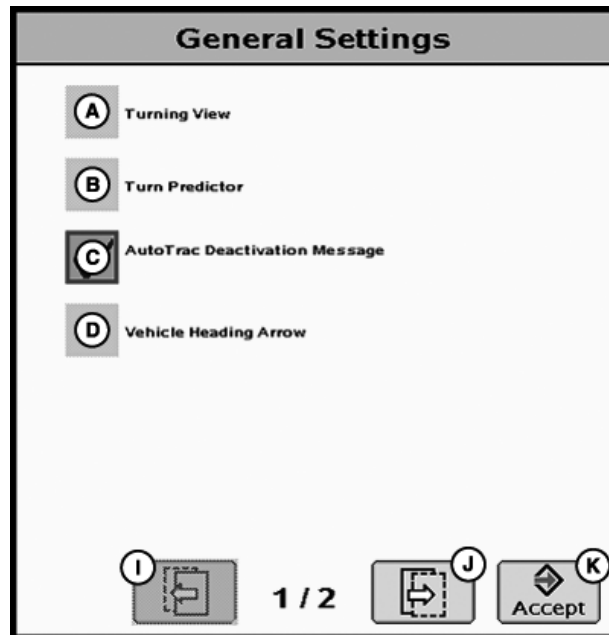 General Settings
A Turning View
B Turn Predictor
C AutoTrac Deactivation Message
D Vehicle Heading Arrow
I
J
K
1 / 2
Accept